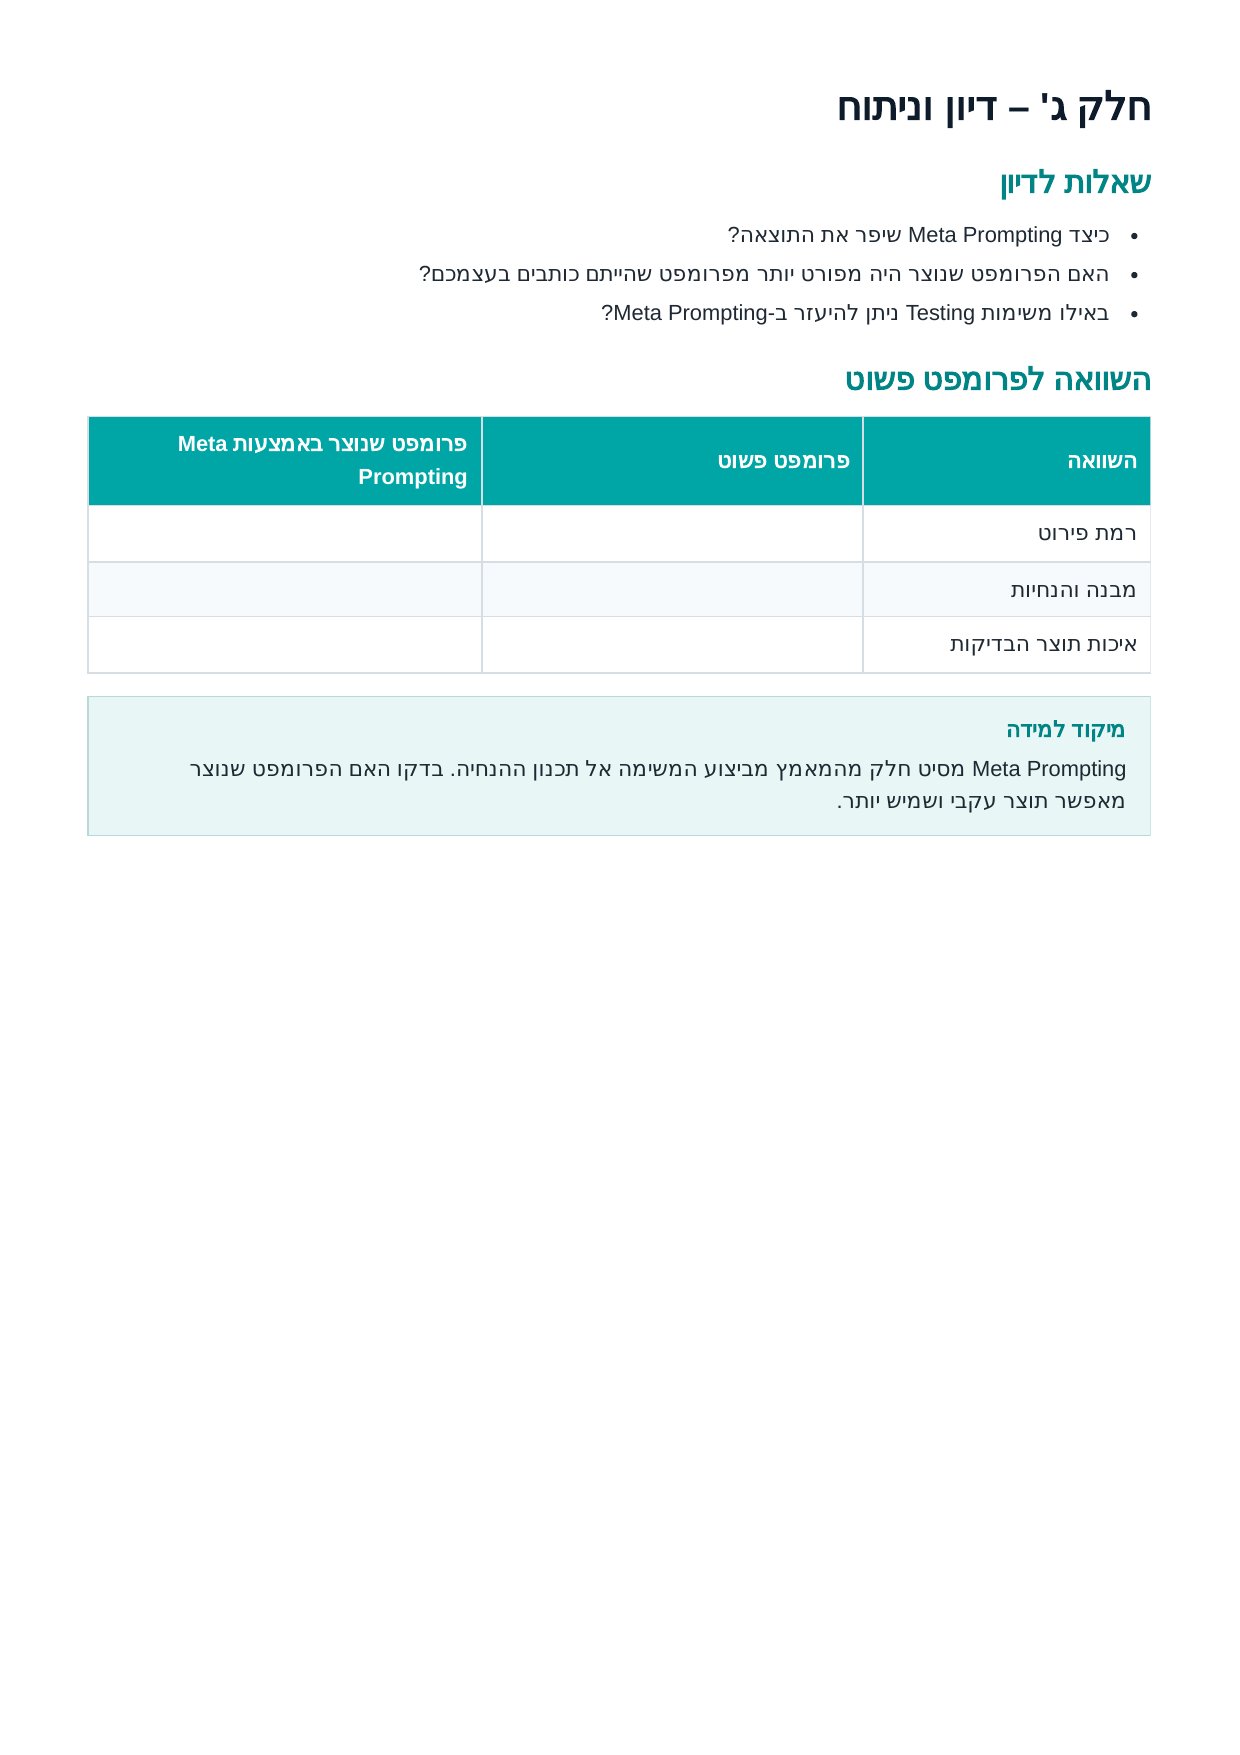 חלק ג' – דיון וניתוח
שאלות לדיון
• כיצד Meta Prompting שיפר את התוצאה?
• האם הפרומפט שנוצר היה מפורט יותר מפרומפט שהייתם כותבים בעצמכם?
• באילו משימות Testing ניתן להיעזר ב-Meta Prompting?
השוואה לפרומפט פשוט
השוואה
פרומפט פשוט
פרומפט שנוצר באמצעות Meta
Prompting
רמת פירוט
מבנה והנחיות
איכות תוצר הבדיקות
מיקוד למידה
Meta Prompting מסיט חלק מהמאמץ מביצוע המשימה אל תכנון ההנחיה. בדקו האם הפרומפט שנוצר
מאפשר תוצר עקבי ושמיש יותר.